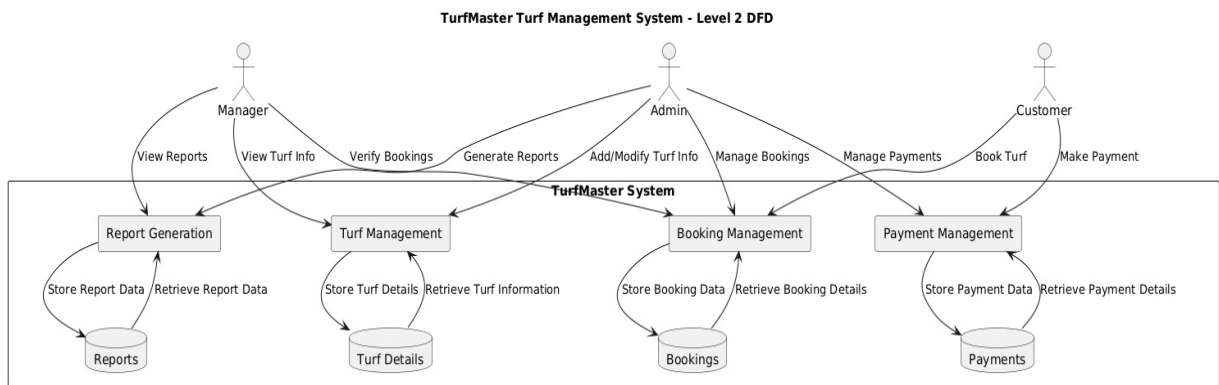 TurfMaster Turf Management System - Level 2 DFD
Manager
Admin
Customer
View Reports
View Turf Info
Verify Bookings
Generate Reports
Add/Modify Turf Info
Manage Bookings
Manage Payments
Book Turf
Make Payment
TurfMaster System
Report Generation
Turf Management
Booking Management
Payment Management
Store Report Data
Retrieve Report Data
Store Turf Details
Retrieve Turf Information
Store Booking Data
Retrieve Booking Details
Store Payment Data
Retrieve Payment Details
Reports
Turf Details
Bookings
Payments